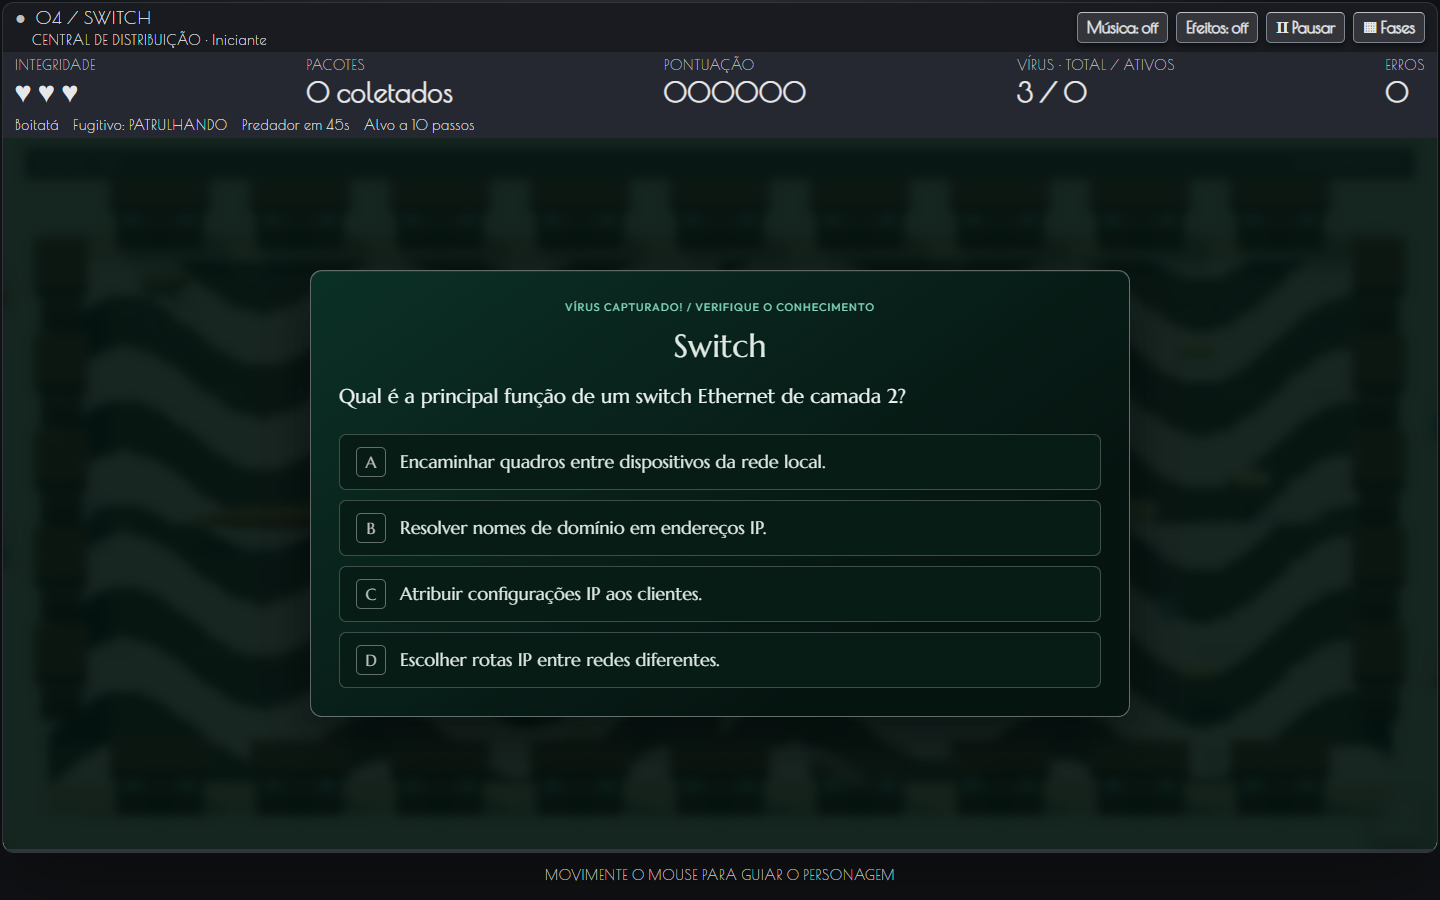 04 / SWITCH
CENTRAL DE DISTRIBUIÇÃO · Iniciante
Música: off
Efeitos: off
Pausar
Fases
INTEGRIDADE
♥ ♥ ♥
PACOTES
0 coletados
PONTUAÇÃO
000000
VÍRUS · TOTAL / ATIVOS
3 / 0
ERROS
0
Boitatá Fugitivo: PATRULHANDO Predador em 45s Alvo a 10 passos
VÍRUS CAPTURADO! / VERIFIQUE O CONHECIMENTO
Switch
Qual é a principal função de um switch Ethernet de camada 2?
A Encaminhar quadros entre dispositivos da rede local.
B Resolver nomes de domínio em endereços IP.
C Atribuir configurações IP aos clientes.
D Escolher rotas IP entre redes diferentes.
MOVIMENTE O MOUSE PARA GUIAR O PERSONAGEM